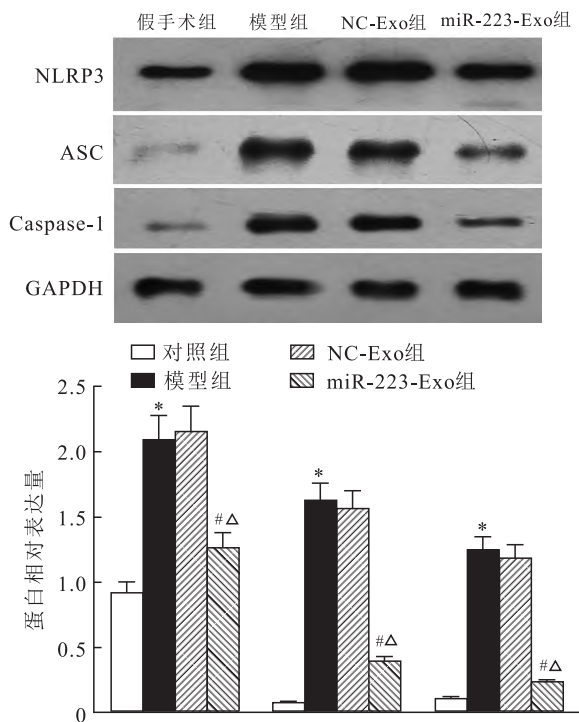 假手术组 模型组 NC-Exo组 miR-223-Exo组
NLRP3
ASC
Caspase-1
GAPDH
对照组 NC-Exo组
模型组 miR-223-Exo组
蛋白相对表达量
2.5
2.0
1.5
1.0
0.5
0
*
#△
*
#△
*
#△